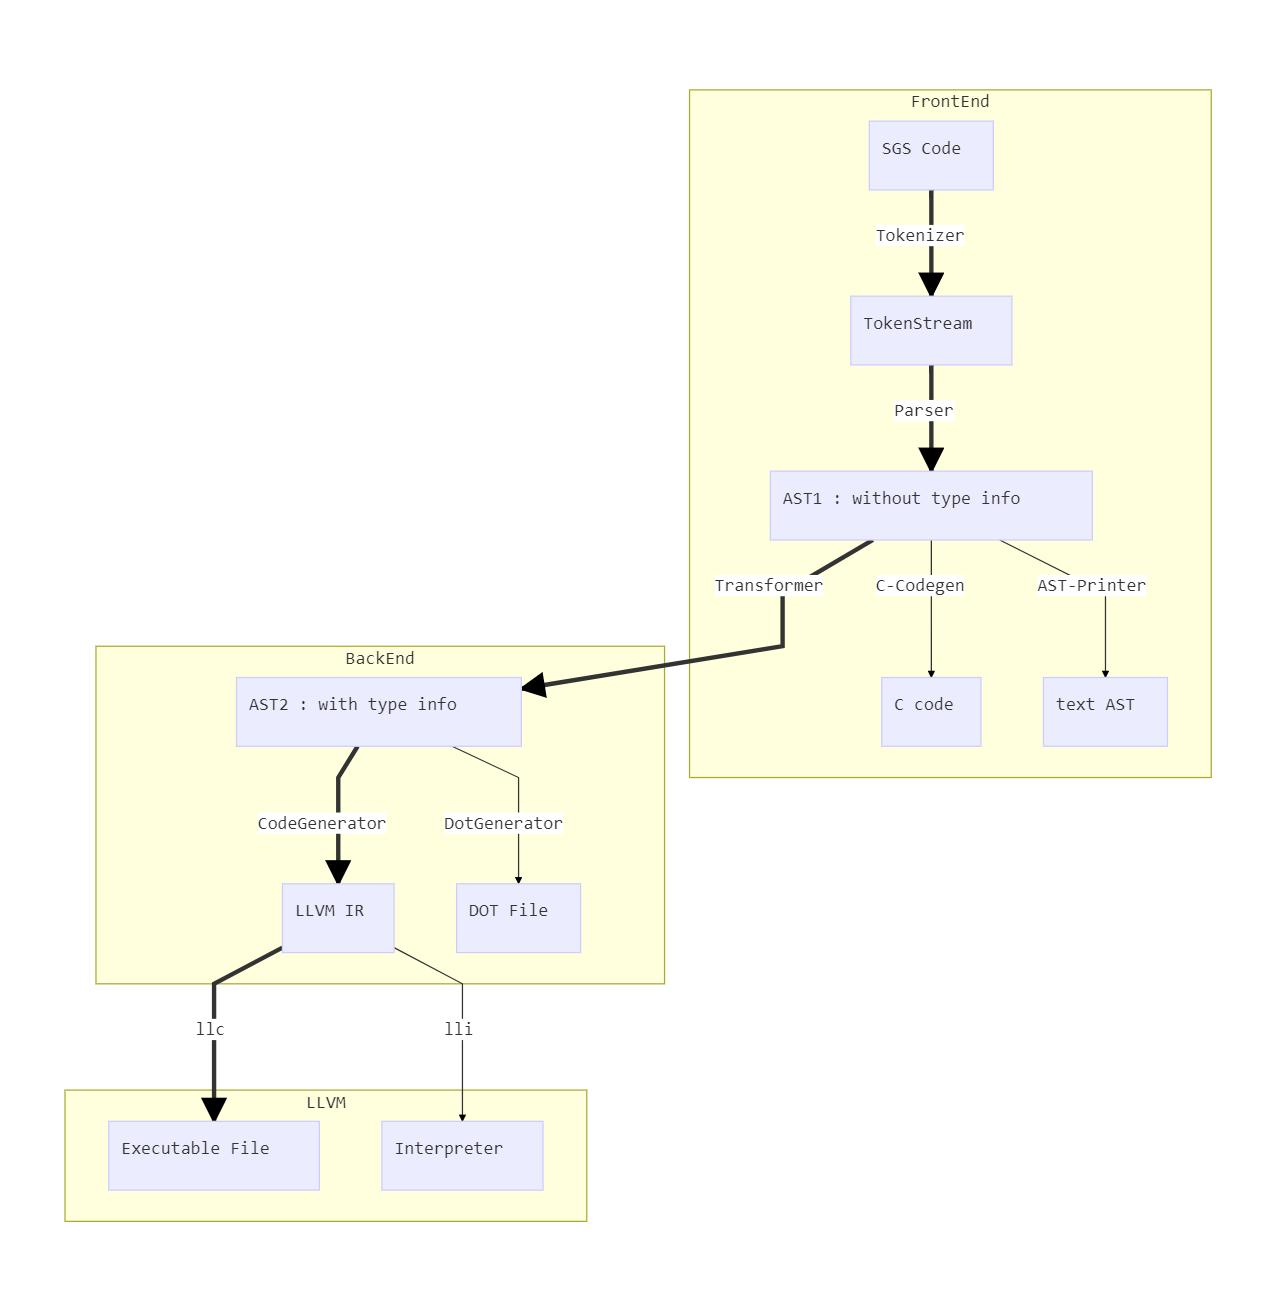 FrontEnd
SGS Code
Tokenizer
TokenStream
Parser
AST1 : without type info
Transformer
C-Codegen
AST-Printer
C code
text AST
BackEnd
AST2 : with type info
CodeGenerator
DotGenerator
LLVM IR
DOT File
llc
lli
LLVM
Executable File
Interpreter